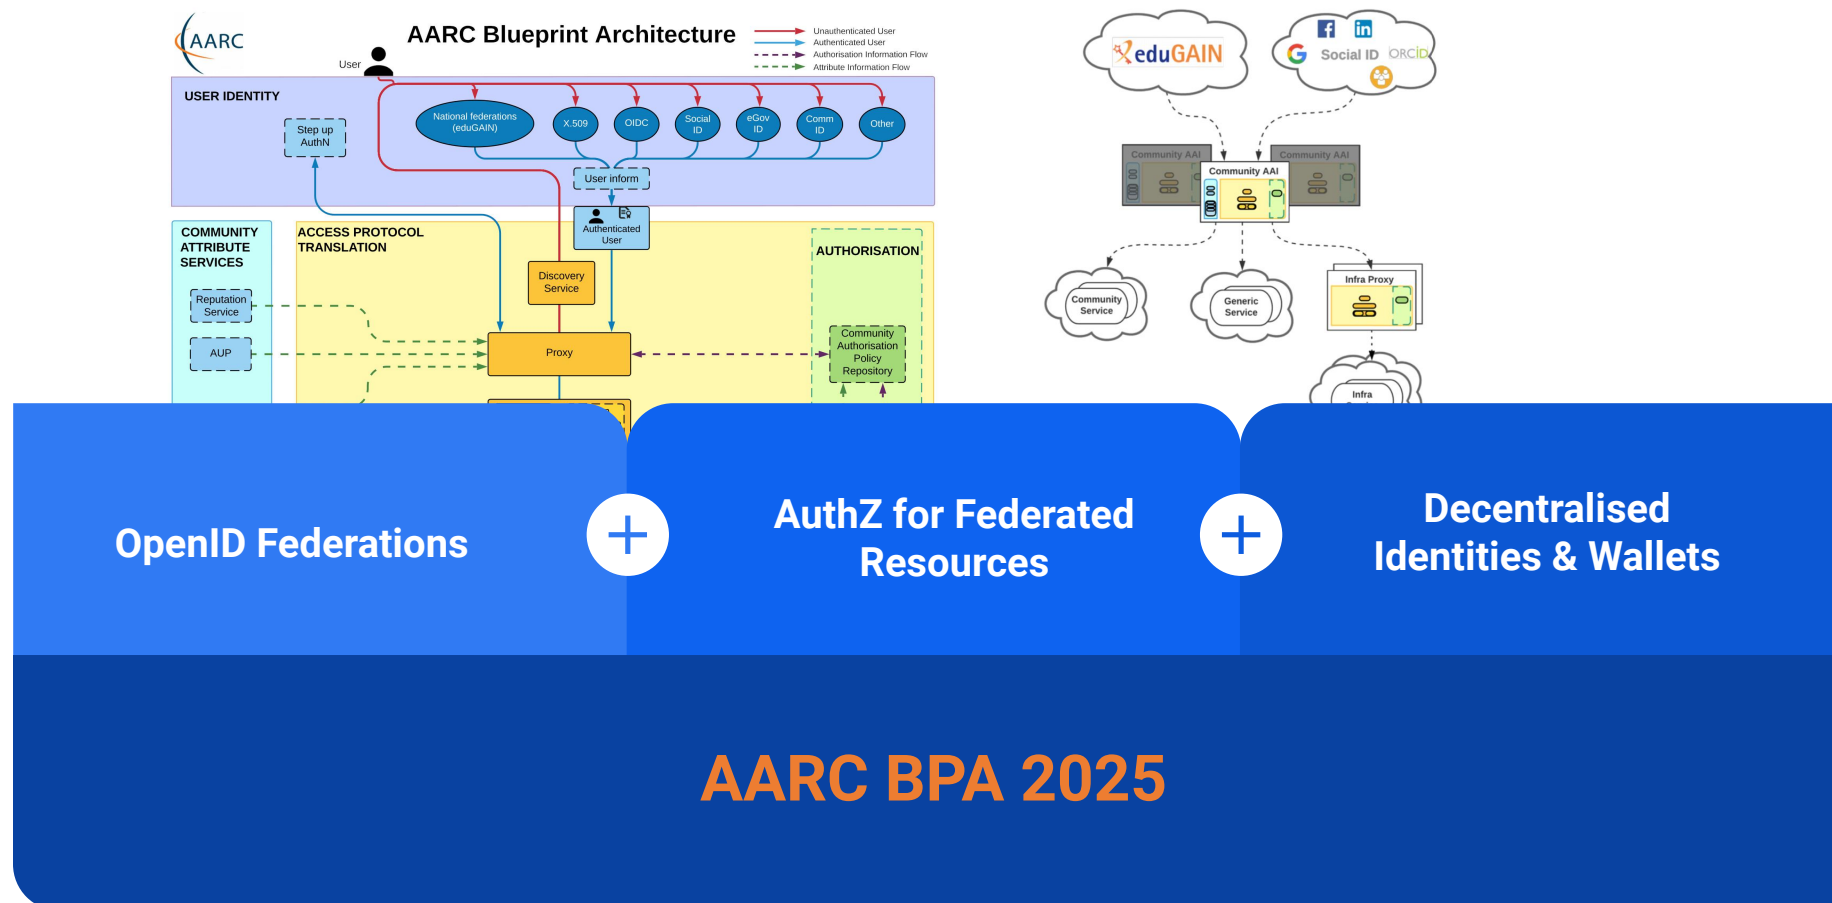 AARC
AARC Blueprint Architecture
Unauthenticated User
Authenticated User
Authorisation Information Flow
Attribute Information Flow
User
USER IDENTITY
Step up
AuthN
National federations
(eduGAIN)
X.509
OIDC
Social
ID
eGov
ID
Comm
ID
Other
User inform
Authenticated
User
COMMUNITY
ATTRIBUTE
SERVICES
Reputation
Service
AUP
ACCESS PROTOCOL
TRANSLATION
Discovery
Service
Proxy
AUTHORISATION
Community
Authorisation
Policy
Repository
eduGAIN
Social ID
ORCiD
Community AAI
Community AAI
Community AAI
Community
Service
Generic
Service
Infra Proxy
Infra
OpenID Federations
AuthZ for Federated
Resources
Decentralised
Identities & Wallets
AARC BPA 2025